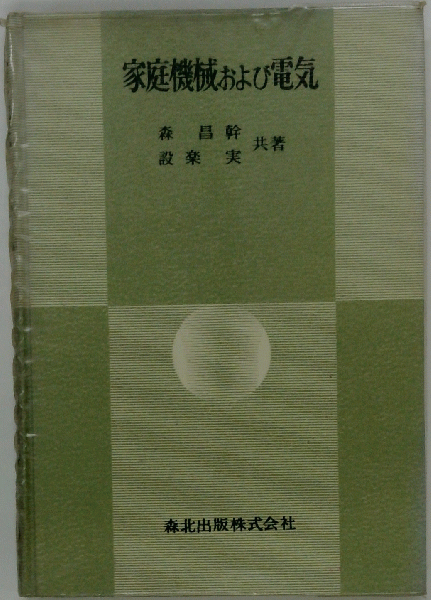 家庭機械および電気
森 昌幹
設楽 実
共著
森北出版株式会社